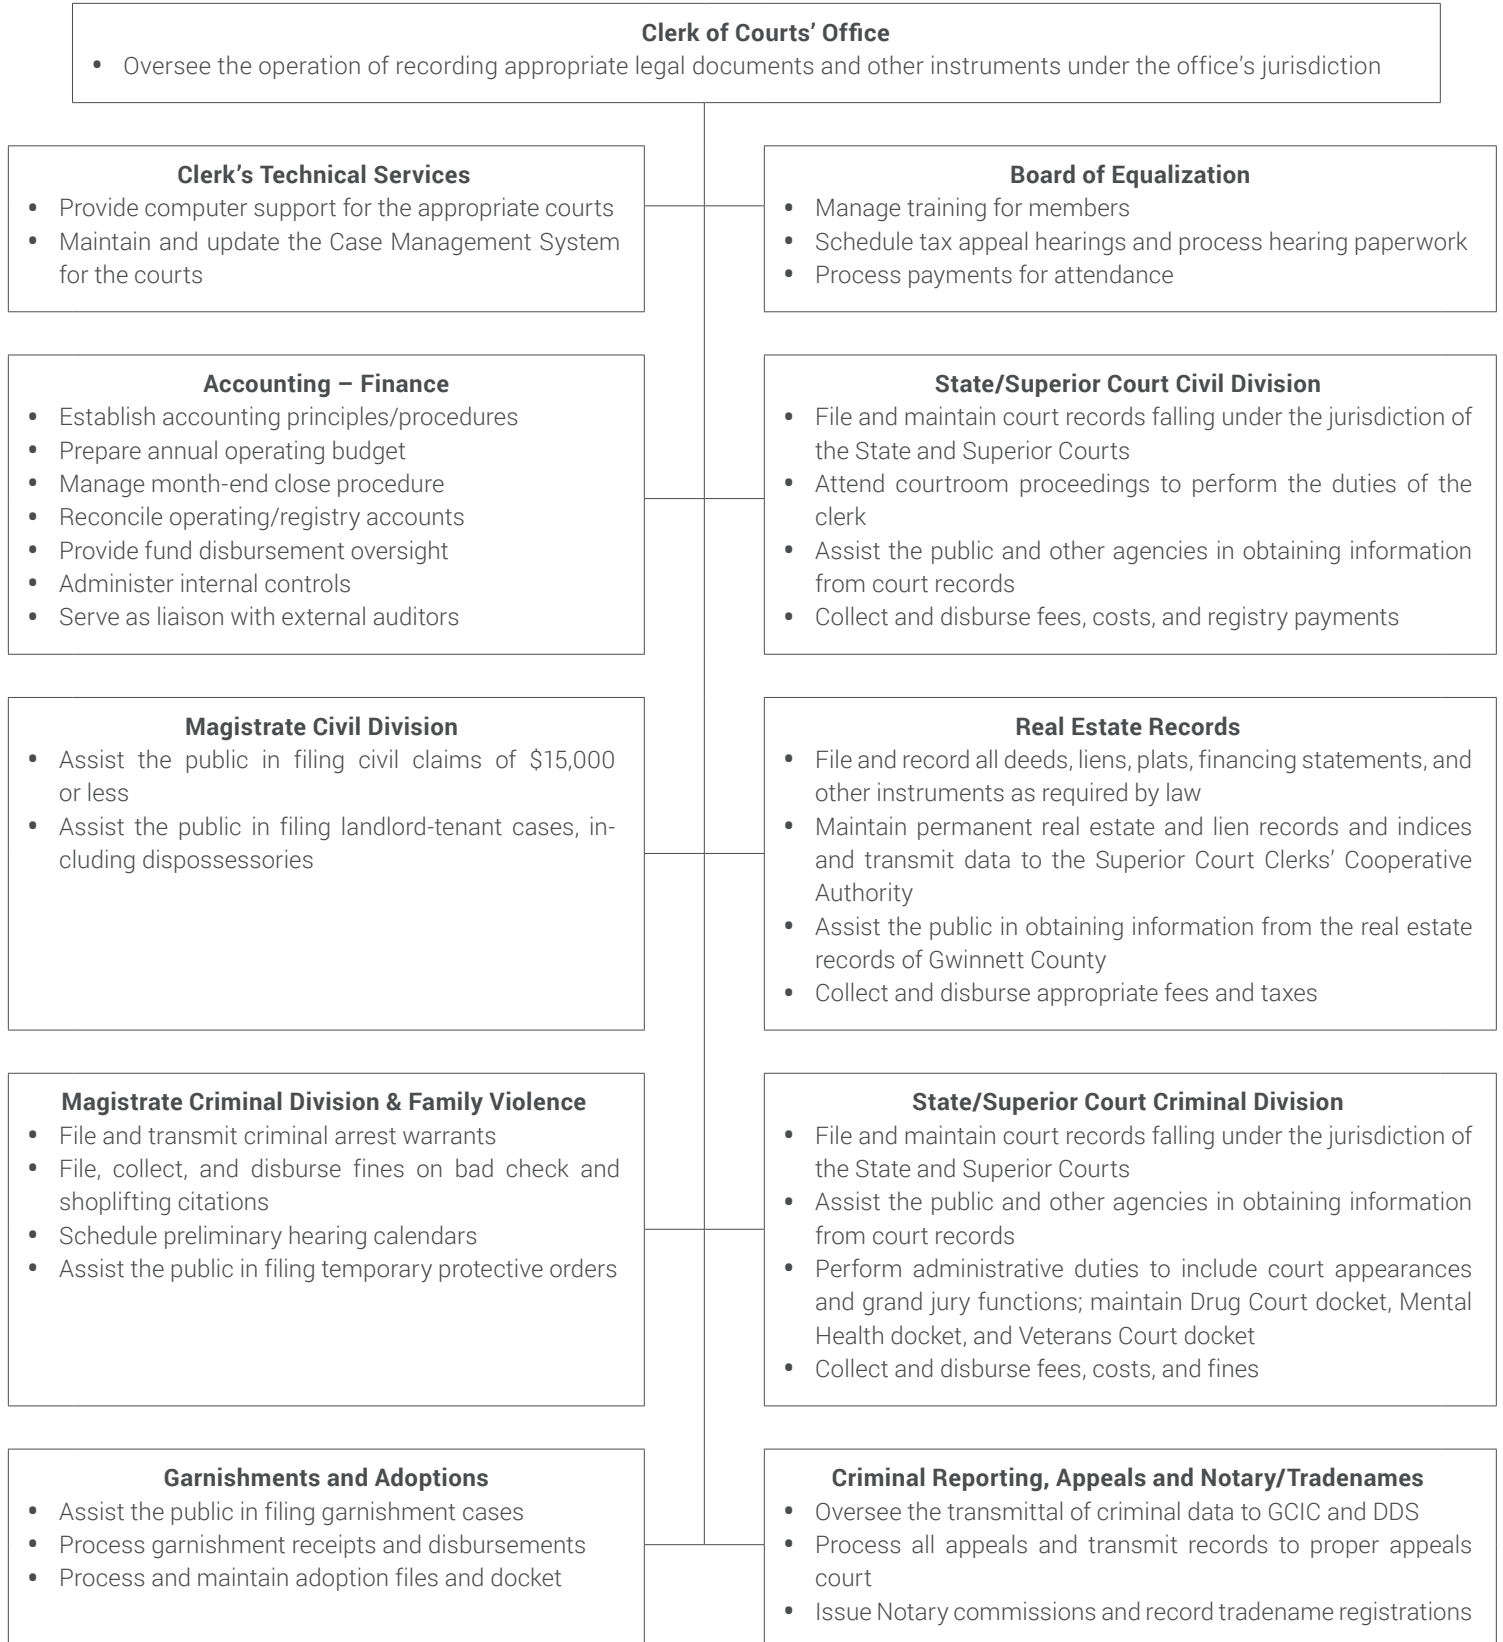 Clerk of Courts’ Office
• Oversee the operation of recording appropriate legal documents and other instruments under the office’s jurisdiction
Clerk’s Technical Services
• Provide computer support for the appropriate courts
• Maintain and update the Case Management System
for the courts
Board of Equalization
• Manage training for members
• Schedule tax appeal hearings and process hearing paperwork
• Process payments for attendance
Accounting – Finance
• Establish accounting principles/procedures
• Prepare annual operating budget
• Manage month-end close procedure
• Reconcile operating/registry accounts
• Provide fund disbursement oversight
• Administer internal controls
• Serve as liaison with external auditors
State/Superior Court Civil Division
• File and maintain court records falling under the jurisdiction of
the State and Superior Courts
• Attend courtroom proceedings to perform the duties of the
clerk
• Assist the public and other agencies in obtaining information
from court records
• Collect and disburse fees, costs, and registry payments
Magistrate Civil Division
• Assist the public in filing civil claims of $15,000
or less
• Assist the public in filing landlord-tenant cases, in-
cluding dispossessories
Real Estate Records
• File and record all deeds, liens, plats, financing statements, and
other instruments as required by law
• Maintain permanent real estate and lien records and indices
and transmit data to the Superior Court Clerks’ Cooperative
Authority
• Assist the public in obtaining information from the real estate
records of Gwinnett County
• Collect and disburse appropriate fees and taxes
Magistrate Criminal Division & Family Violence
• File and transmit criminal arrest warrants
• File, collect, and disburse fines on bad check and
shoplifting citations
• Schedule preliminary hearing calendars
• Assist the public in filing temporary protective orders
State/Superior Court Criminal Division
• File and maintain court records falling under the jurisdiction of
the State and Superior Courts
• Assist the public and other agencies in obtaining information
from court records
• Perform administrative duties to include court appearances
and grand jury functions; maintain Drug Court docket, Mental
Health docket, and Veterans Court docket
• Collect and disburse fees, costs, and fines
Garnishments and Adoptions
• Assist the public in filing garnishment cases
• Process garnishment receipts and disbursements
• Process and maintain adoption files and docket
Criminal Reporting, Appeals and Notary/Tradenames
• Oversee the transmittal of criminal data to GCIC and DDS
• Process all appeals and transmit records to proper appeals
court
• Issue Notary commissions and record tradename registrations